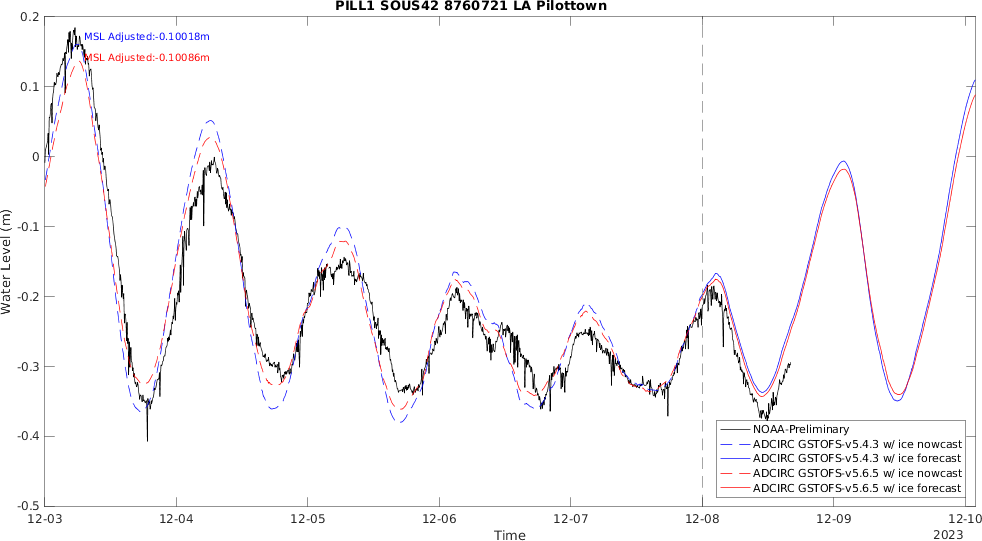 PILL1 SOUS42 8760721 LA Pilottown
MSL Adjusted:-0.10018m
MSL Adjusted:-0.10086m
Water Level (m)
0.2
0.1
0
-0.1
-0.2
-0.3
-0.4
-0.5
NOAA-Preliminary
ADCIRC GSTOFS-v5.4.3 w/ ice nowcast
ADCIRC GSTOFS-v5.4.3 w/ ice forecast
ADCIRC GSTOFS-v5.6.5 w/ ice nowcast
ADCIRC GSTOFS-v5.6.5 w/ ice forecast
12-03 12-04 12-05 12-06 12-07 12-08 12-09 12-10
Time
2023